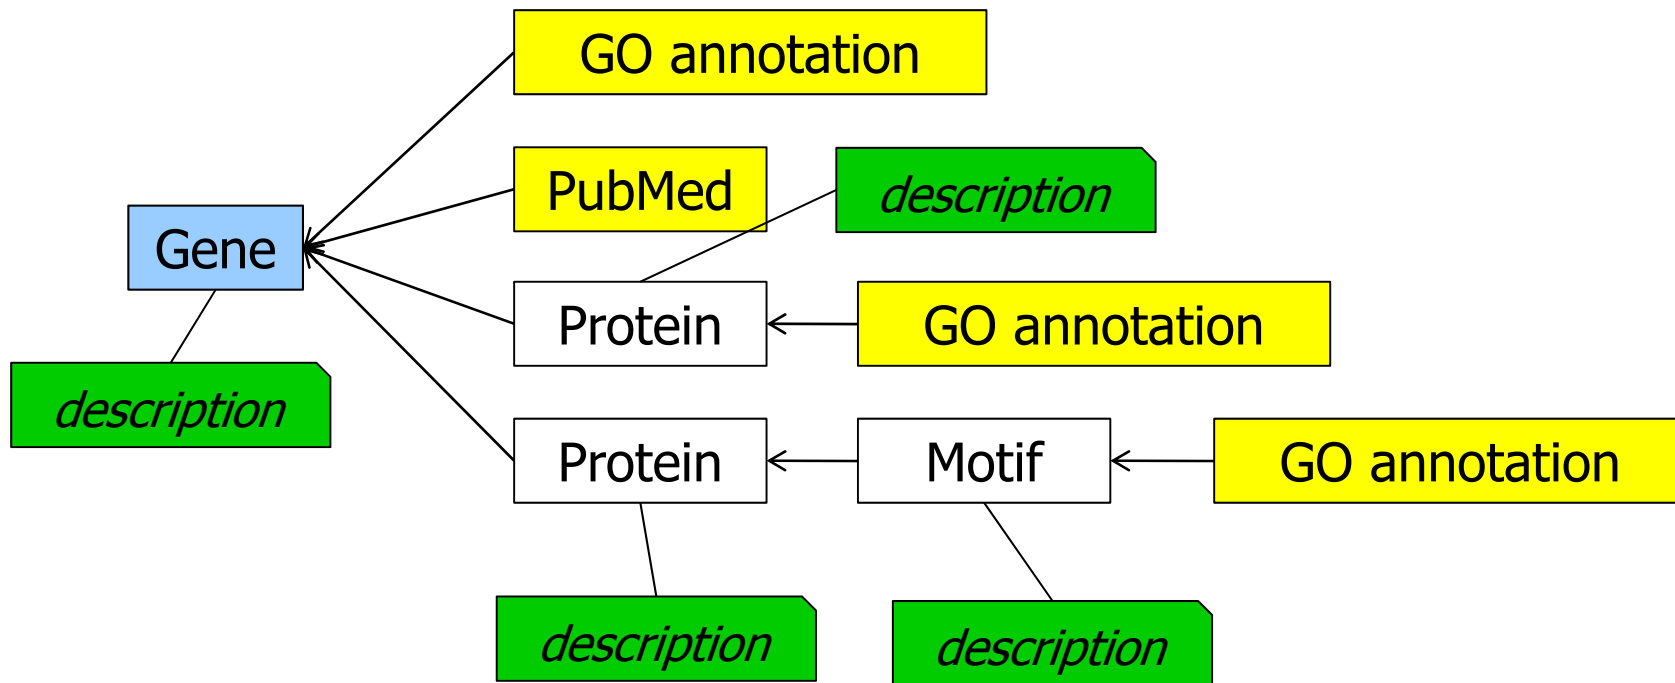 GO annotation
PubMed
description
Gene
Protein
GO annotation
description
Protein
Motif
GO annotation
description
description